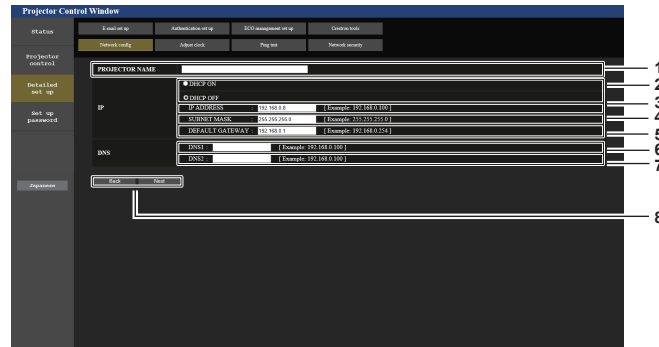 Projector Control Window
Status
Projector
control
Detailed
set up
Set up
password
Japanese
E-mail set up
Authentication set up
ECO management set up
Crestron tools
Network config
Adjust clock
Ping test
Network security
PROJECTOR NAME
1
IP
DHCP ON
2
DHCP OFF
IP ADDRESS : 192.168.0.8 [ Example: 192.168.0.100 ]
3
SUBNET MASK : 255.255.255.0 [ Example: 255.255.255.0 ]
4
DEFAULT GATEWAY : 192.168.0.1 [ Example: 192.168.0.254 ]
5
DNS
DNS1 : [ Example: 192.168.0.100 ]
6
DNS2 : [ Example: 192.168.0.100 ]
7
Back Next
8